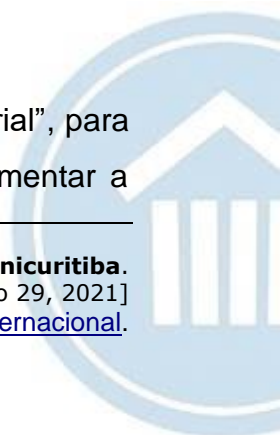 rial”, para
mentar a
nicuritiba.
o 29, 2021]
ernacional.